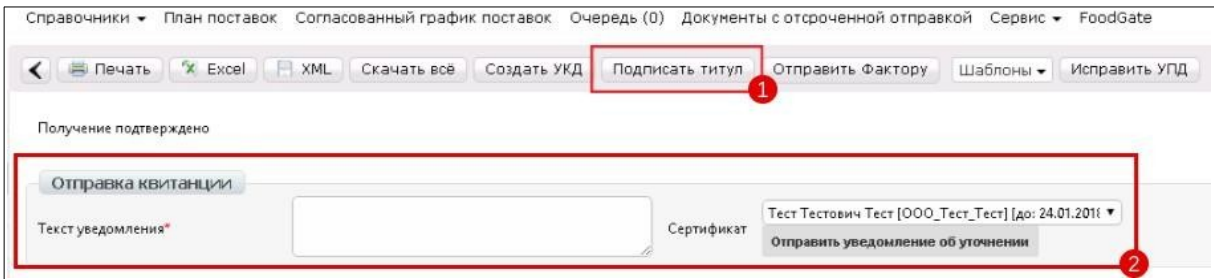 Справочники План поставок Согласованный график поставок Очередь (0) Документы с отсроченной отправкой Сервис FoodGate
Печать Excel XML Скачать всё Создать УКД Подписать титул Отправить Фактору Шаблоны Исправить УПД
1
Получение подтверждено
Отправка квитанции
Текст уведомления* Сертификат Тест Тестович Тест [ООО_Тест_Тест] [до: 24.01.2018
Отправить уведомление об уточнении
2